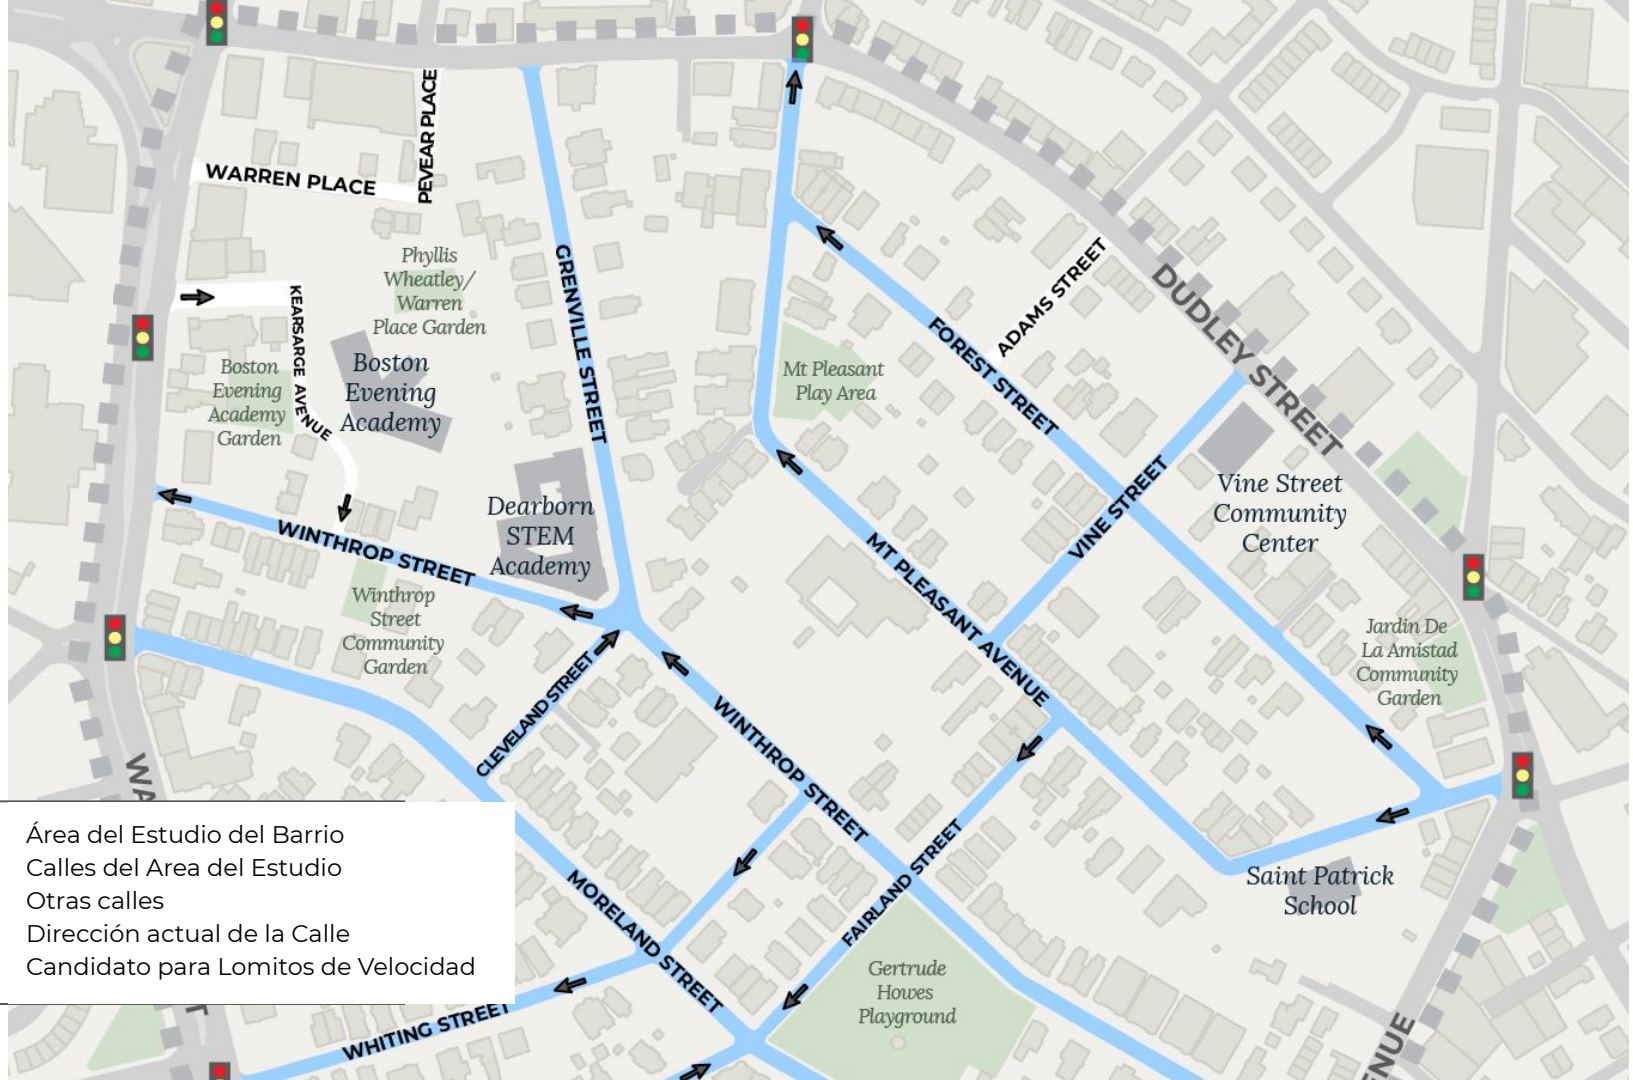 PEVEAR PLACE
WARREN PLACE
Phyllis
Wheatley/
Warren
Place Garden
GRENVILLE STREET
KEARSARGE AVENUE
Boston
Evening
Academy
Garden
Boston
Evening
Academy
Mt Pleasant
Play Area
FOREST STREET
ADAMS STREET
DUDLEY STREET
VINE STREET
Vine Street
Community
Center
Dearborn
STEM
Academy
WINTHROP STREET
Winthrop
Street
Community
Garden
MT PLEASANT AVENUE
Jardin De
La Amistad
Community
Garden
CLEVELAND STREET
WINTHROP STREET
WA
Área del Estudio del Barrio
Calles del Area del Estudio
Otras calles
Dirección actual de la Calle
Candidato para Lomitos de Velocidad
MORELAND STREET
FAIRLAND STREET
Saint Patrick
School
Gertrude
Howes
Playground
WHITING STREET
T
ENUE